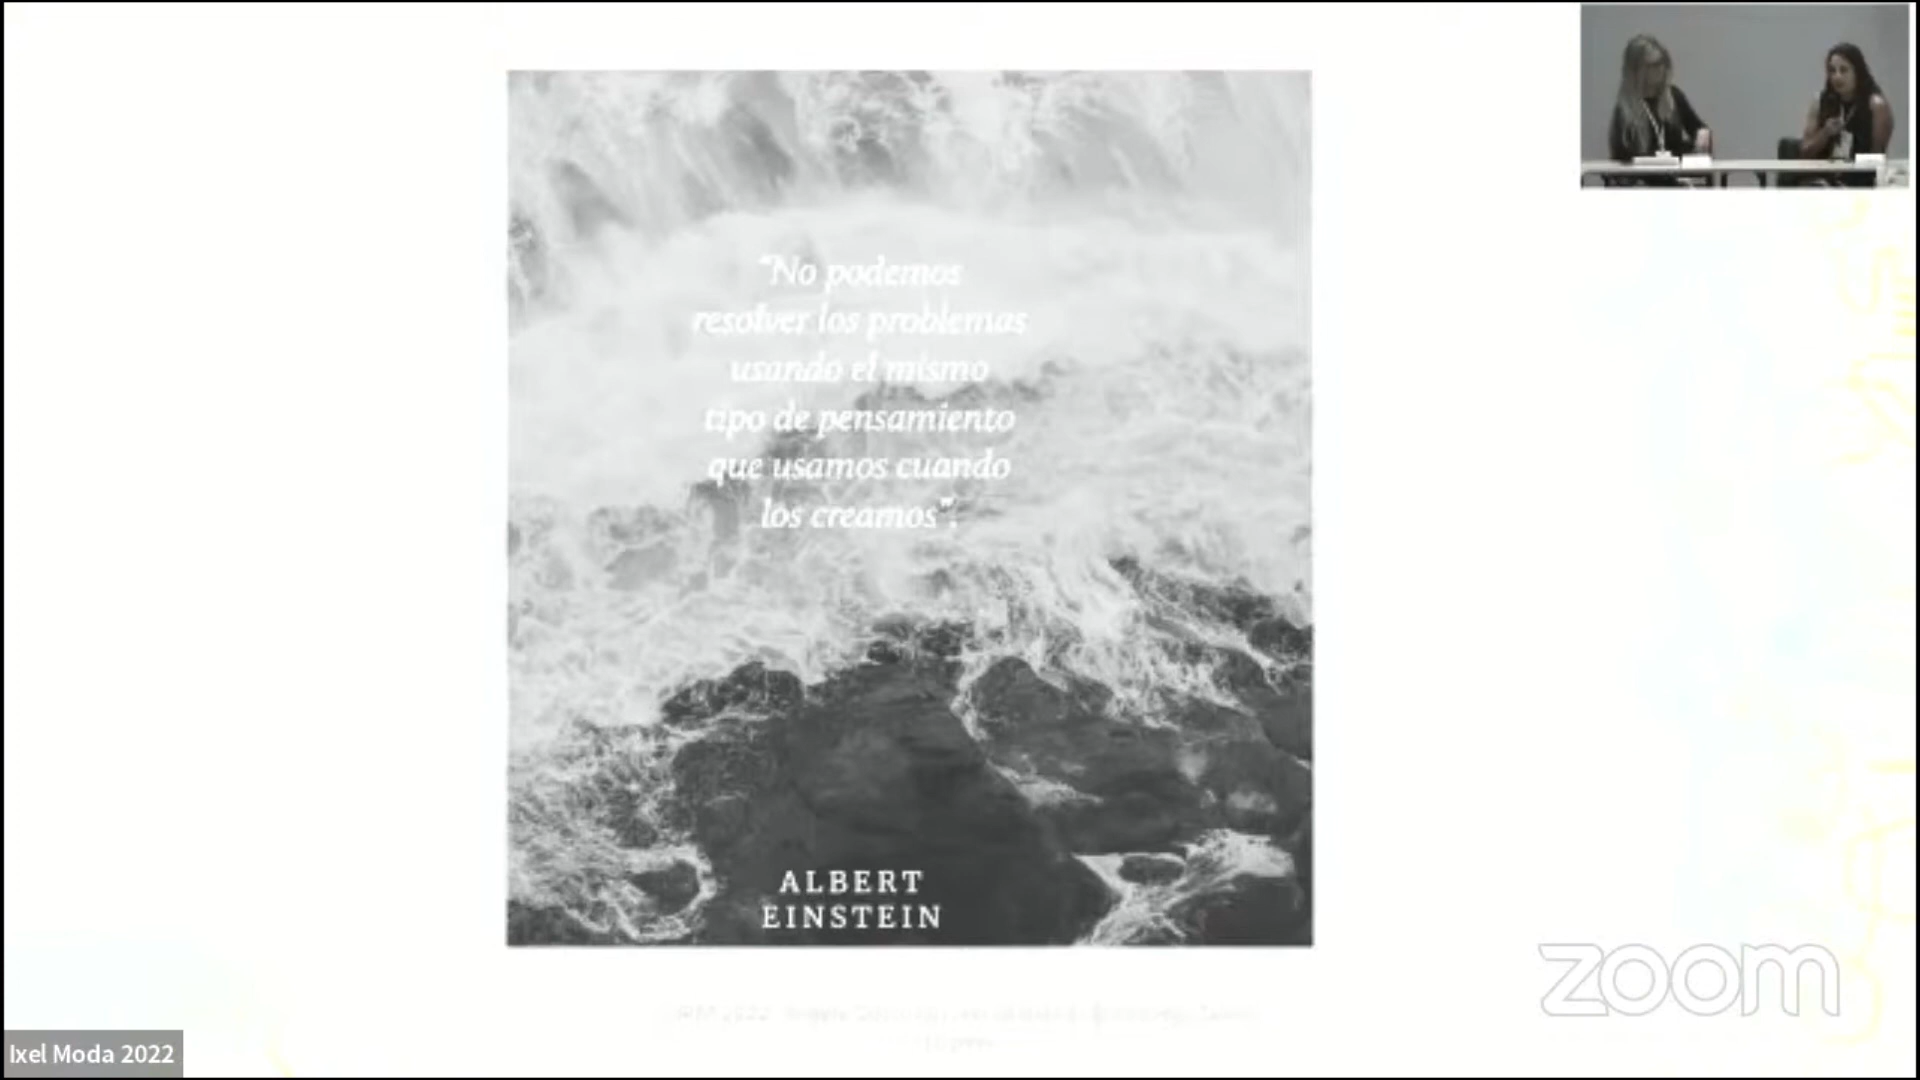 “No podemos
resolver los problemas
usando el mismo
tipo de pensamiento
que usamos cuando
los creamos”.
ALBERT
EINSTEIN
zoom
Ixel Moda 2022